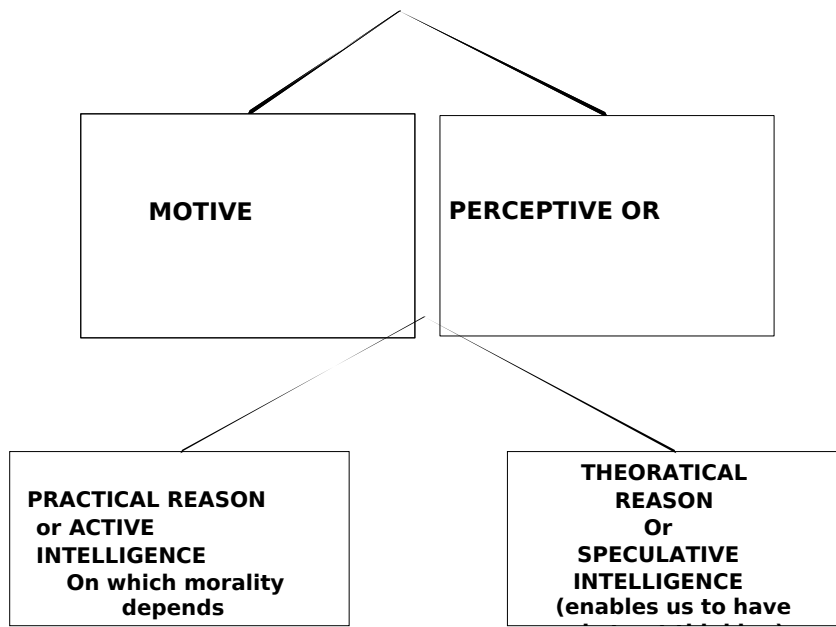 MOTIVE
PERCEPTIVE OR
PRACTICAL REASON
or ACTIVE
INTELLIGENCE
On which morality
depends
THEORATICAL
REASON
Or
SPECULATIVE
INTELLIGENCE
(enables us to have